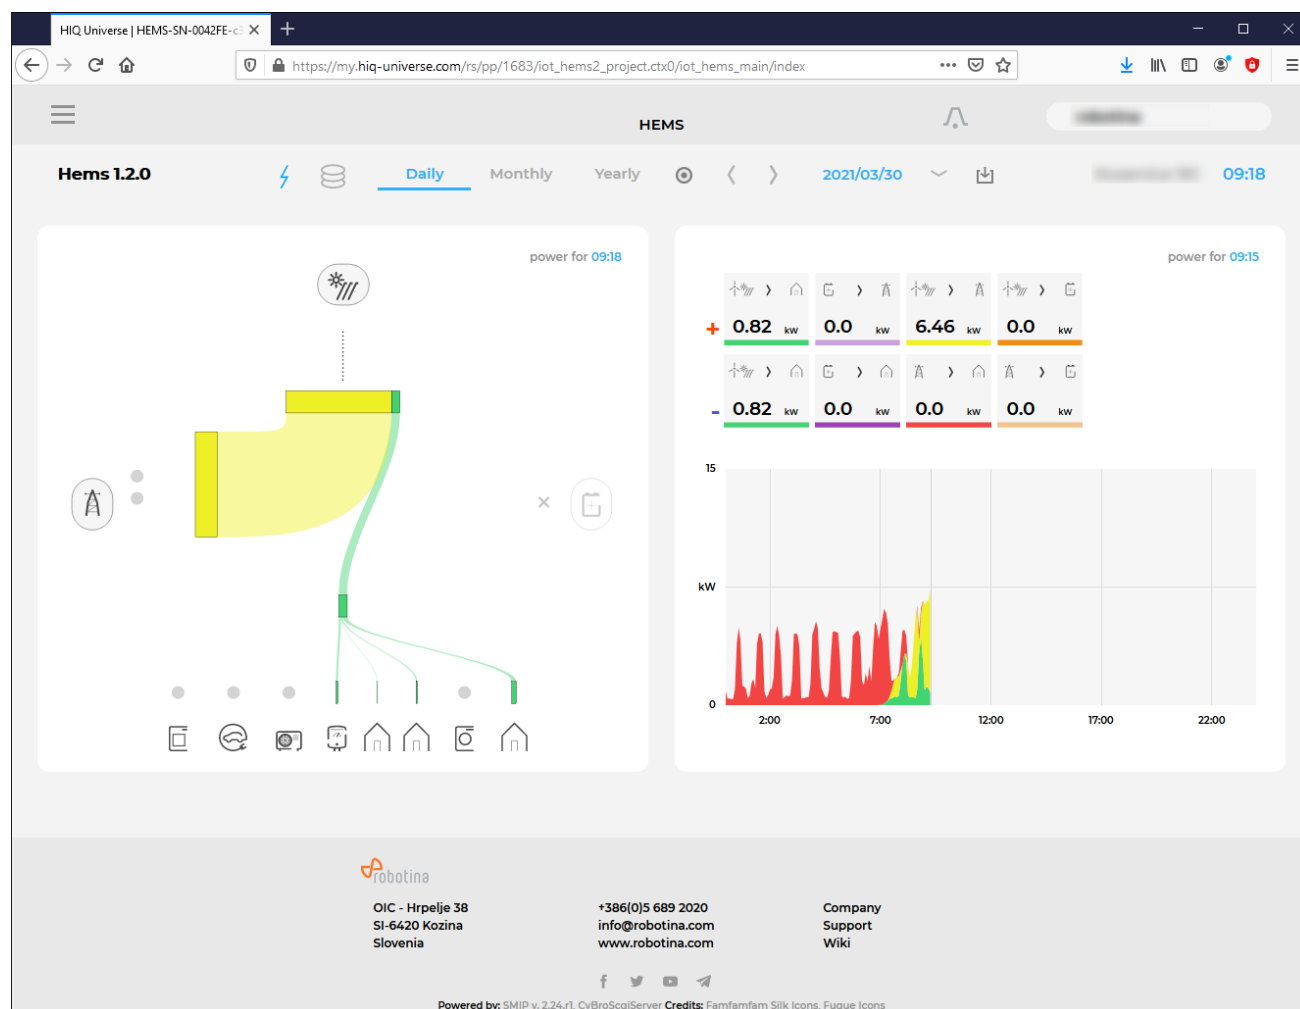 HIQ Universe | HEMS-SN-0042FE-c
https://my.hiq-universe.com/rs/pp/1683/iot_hems2_project.ctx0/iot_hems_main/index
HEMS
Hems 1.2.0
Daily
Monthly
Yearly
2021/03/30
09:18
power for 09:18
power for 09:15
+ 0.82 kw 0.0 kw 6.46 kw 0.0 kw
- 0.82 kw 0.0 kw 0.0 kw 0.0 kw
15
kW
0
2:00 7:00 12:00 17:00 22:00
robotina
OIC - Hrpelje 38
SI-6420 Kozina
Slovenia
+386(0)5 689 2020
info@robotina.com
www.robotina.com
Company
Support
Wiki
Powered by: SMIP v. 2.24.r1, CyBroScgiServer Credits: Famfamfam Silk Icons, Fugue Icons